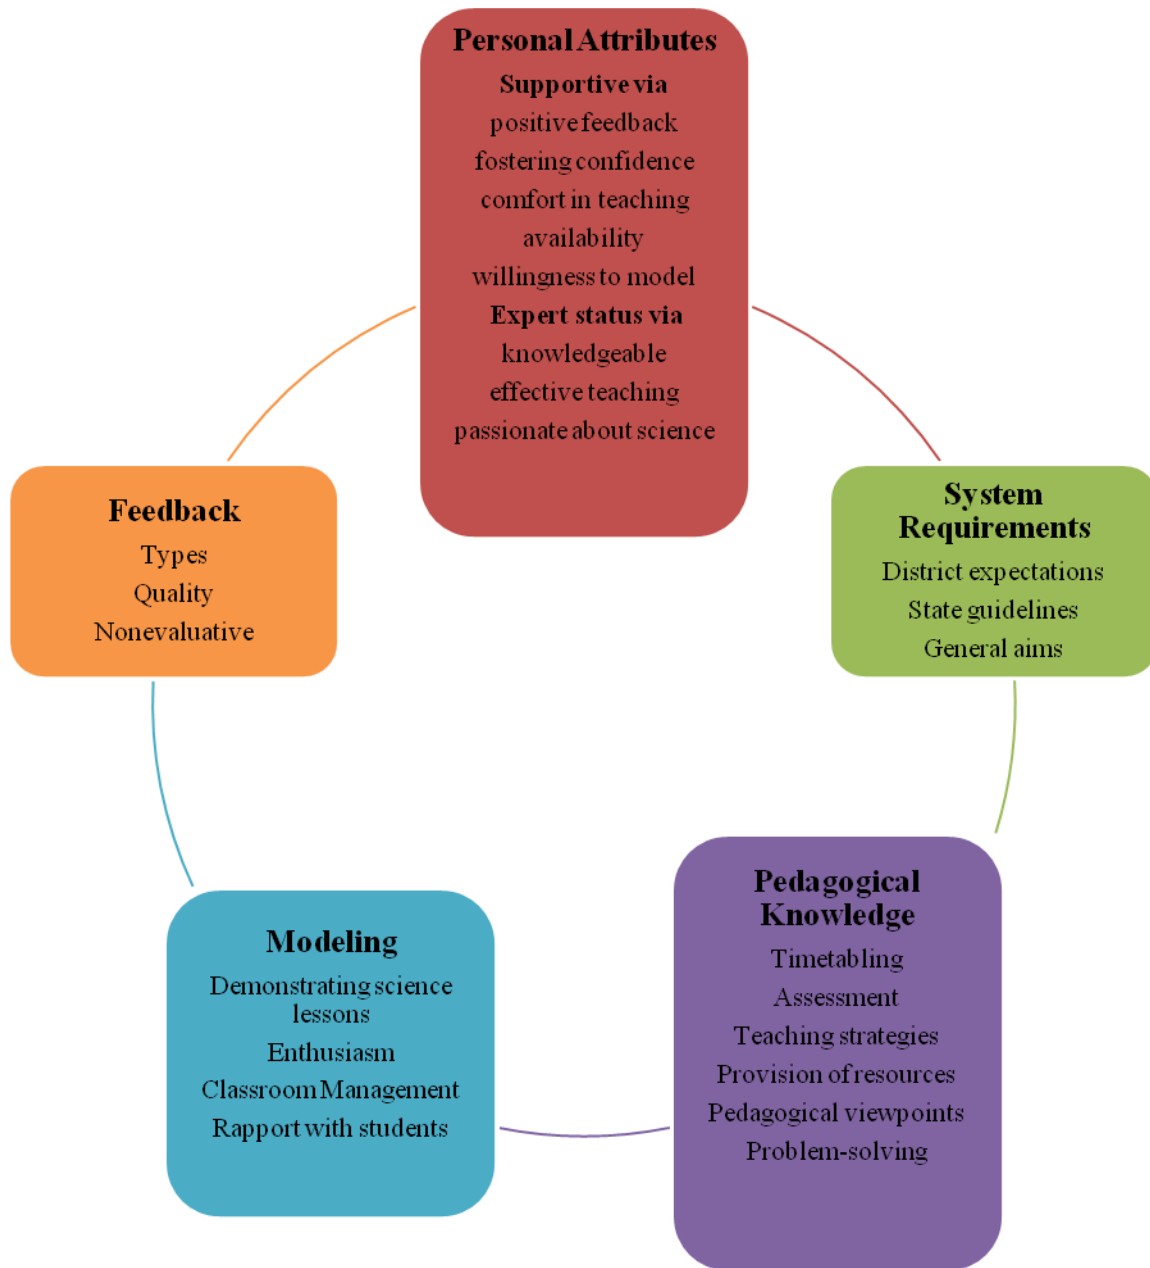 Personal Attributes
Supportive via
positive feedback
fostering confidence
comfort in teaching
availability
willingness to model
Expert status via
knowledgeable
effective teaching
passionate about science
System
Requirements
District expectations
State guidelines
General aims
Pedagogical
Knowledge
Timetabling
Assessment
Teaching strategies
Provision of resources
Pedagogical viewpoints
Problem-solving
Modeling
Demonstrating science
lessons
Enthusiasm
Classroom Management
Rapport with students
Feedback
Types
Quality
Nonevaluative